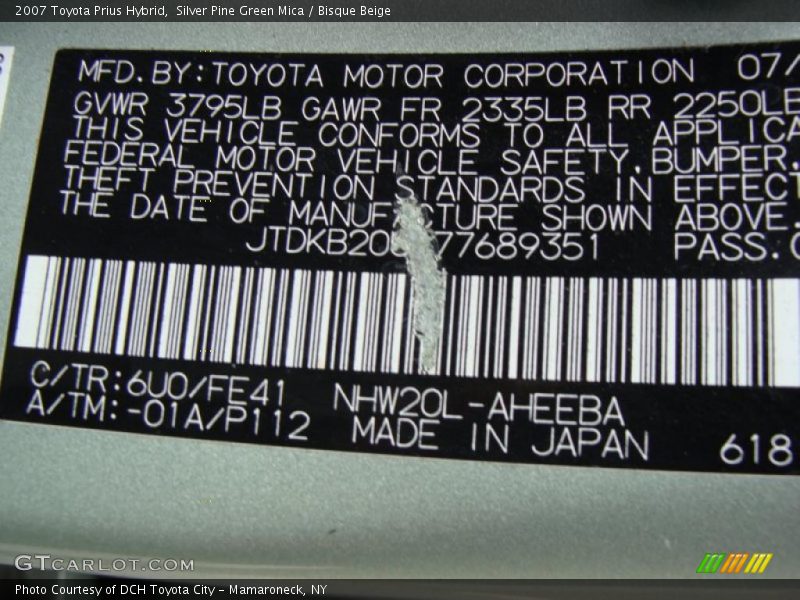 2007 Toyota Prius Hybrid, Silver Pine Green Mica / Bisque Beige
MFD.BY:TOYOTA MOTOR CORPORATION 07/
GVWR 3795LB GAWR FR 2335LB RR 2250LB
THIS VEHICLE CONFORMS TO ALL APPLICA
FEDERAL MOTOR VEHICLE SAFETY,BUMPER,
THEFT PREVENTION STANDARDS IN EFFECT
THE DATE OF SHOWN ABOVE.
PASS.C
C/TR:6U0/FE41 NHW20L-AHEEBA
A/TM:-01A/P112 MADE IN JAPAN 618
GTCARLOT.COM
Photo Courtesy of DCH Toyota City - Mamaroneck, NY